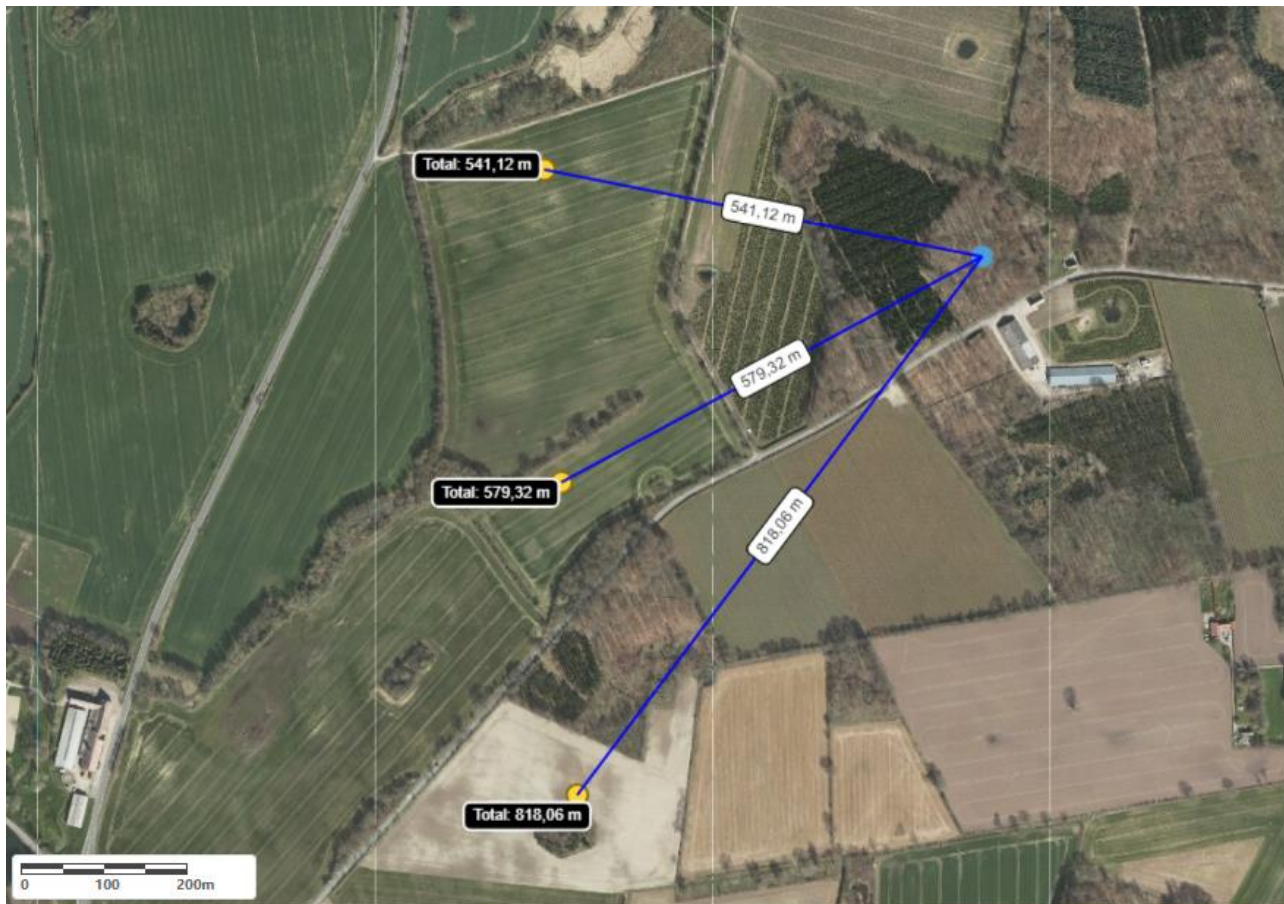 Total: 541,12 m
541,12 m
579,32 m
Total: 579,32 m
818,06 m
Total: 818,06 m
0 100 200m